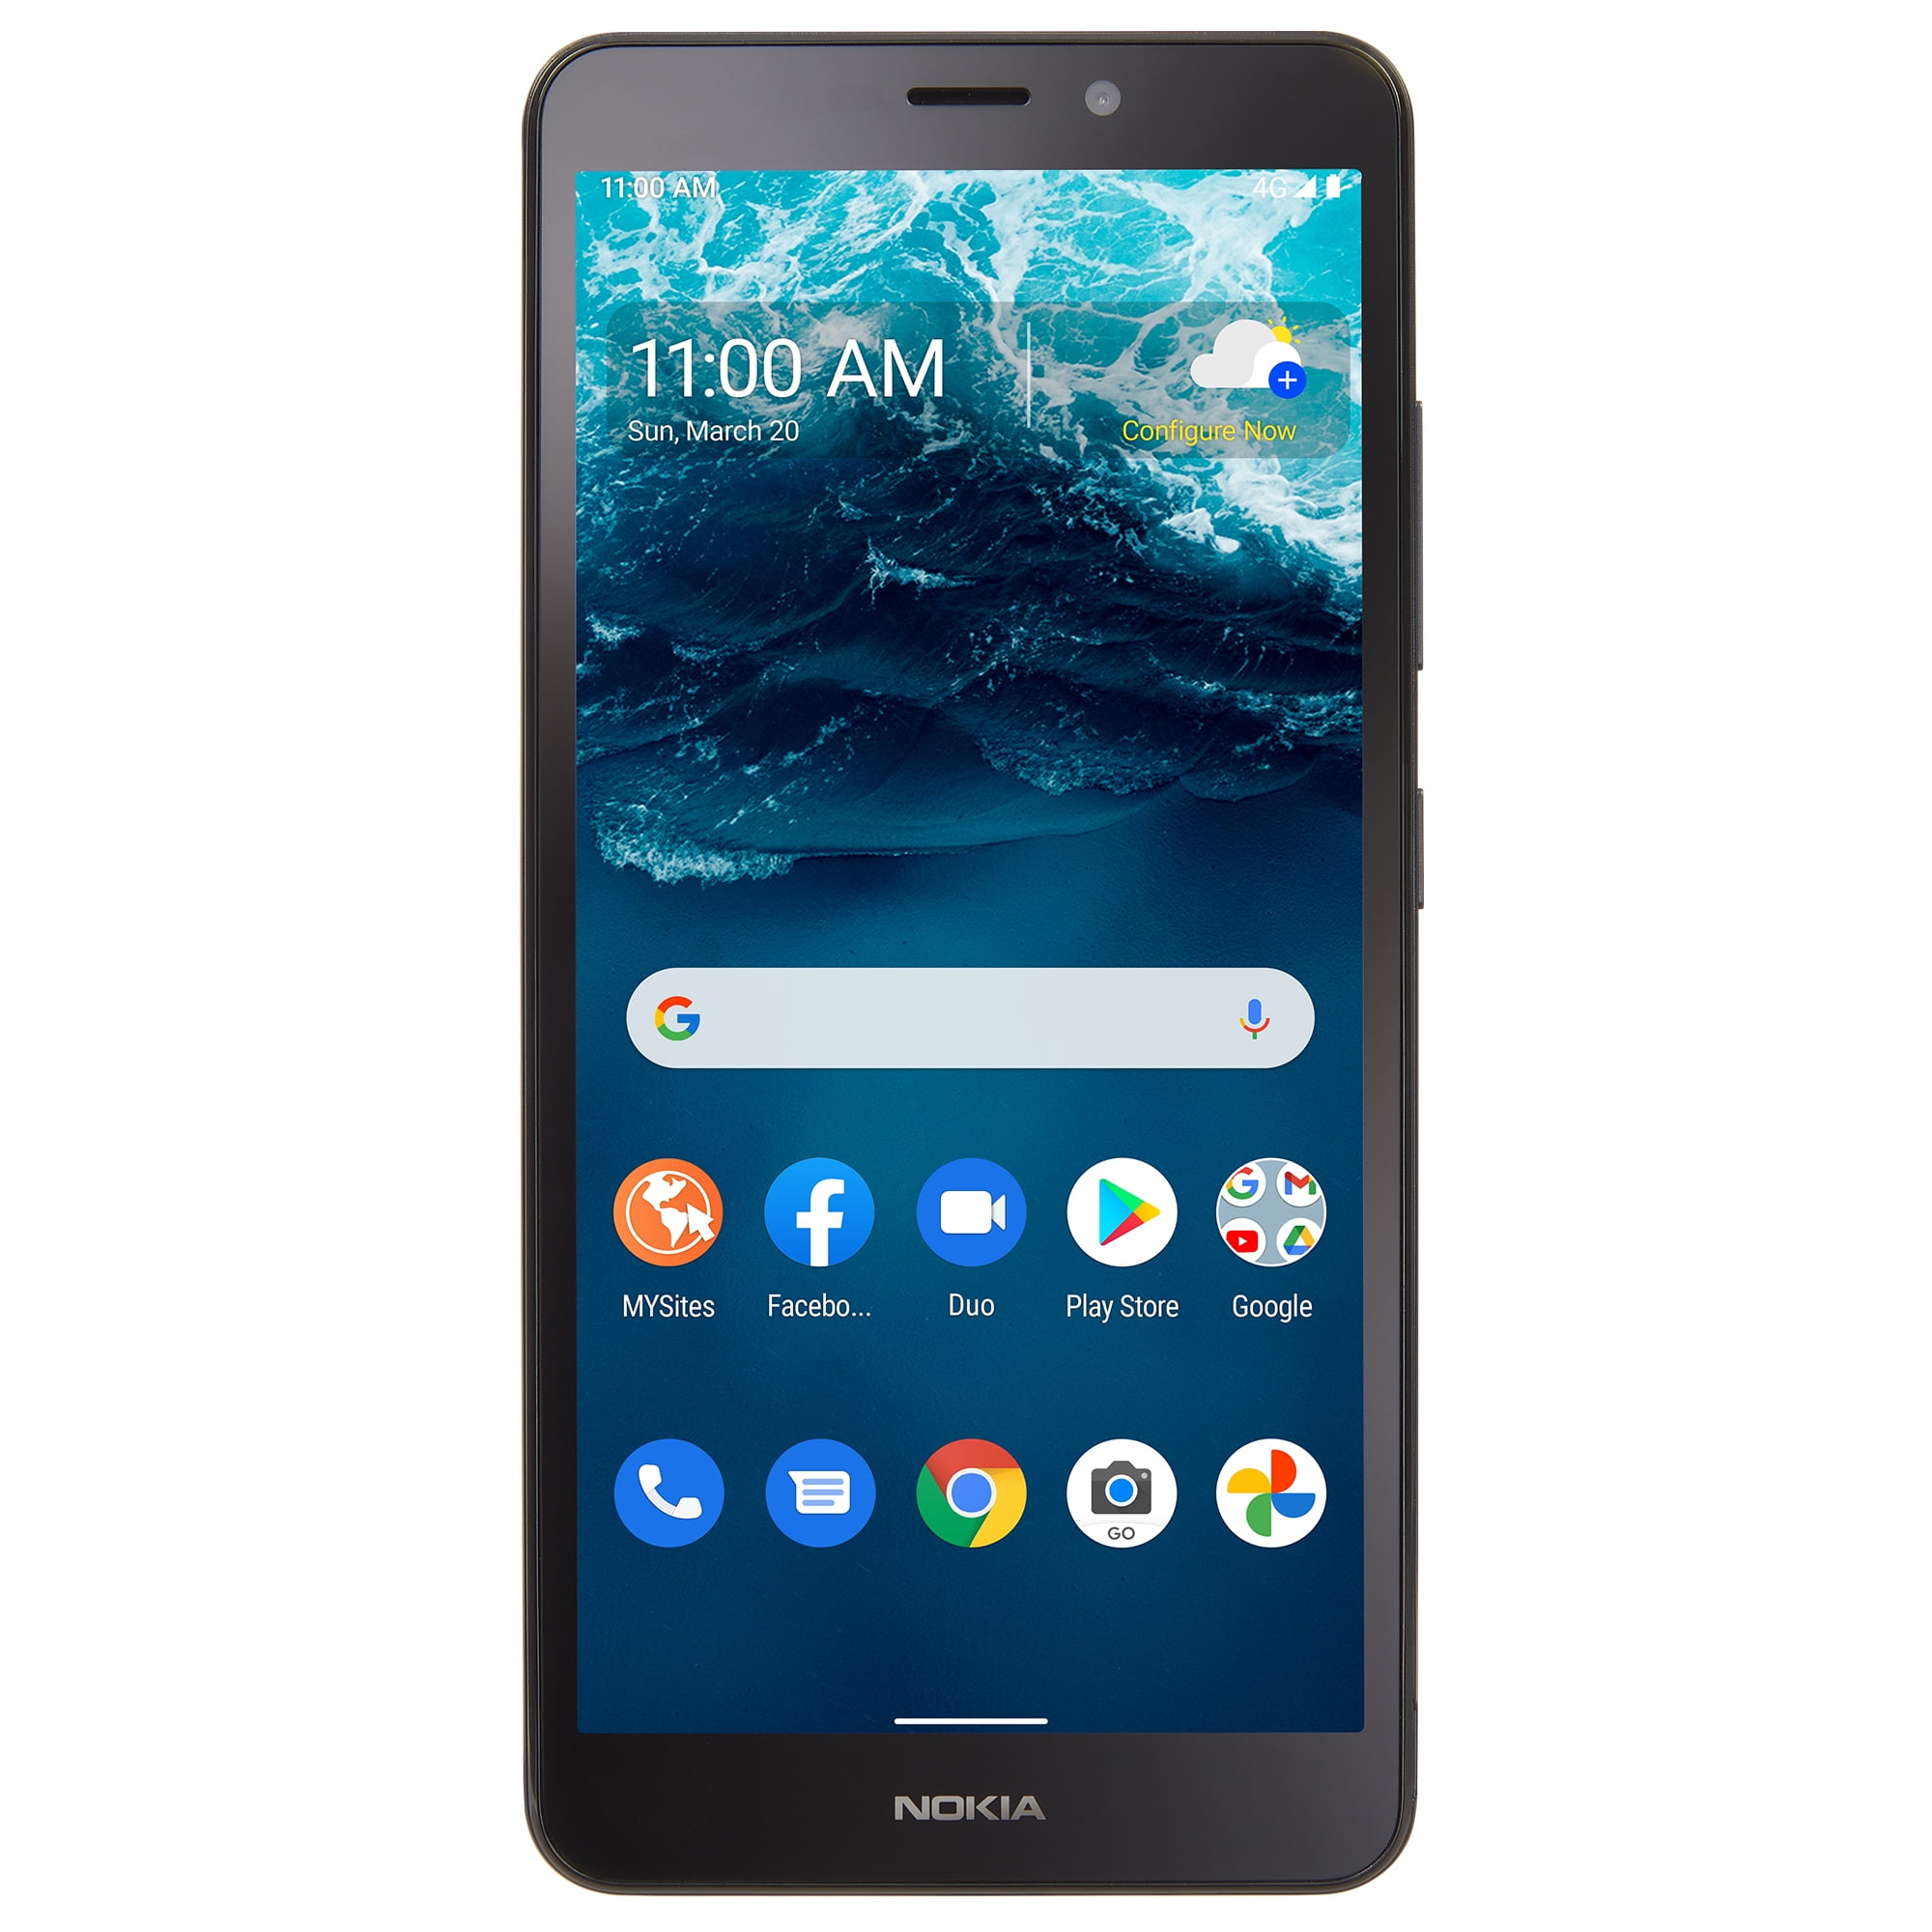 11:00 AM 4G
11:00 AM
Sun, March 20
Configure Now
MYSites Facebo... Duo Play Store Google
GO
NOKIA